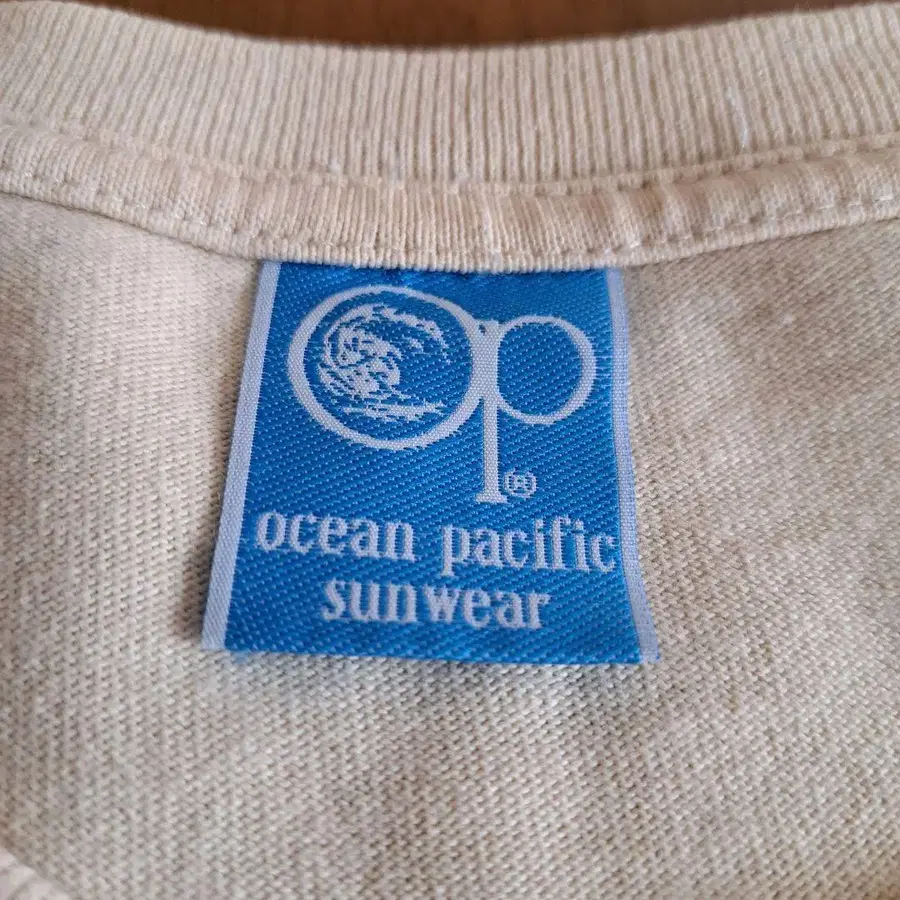 op®
ocean pacific
sunwear